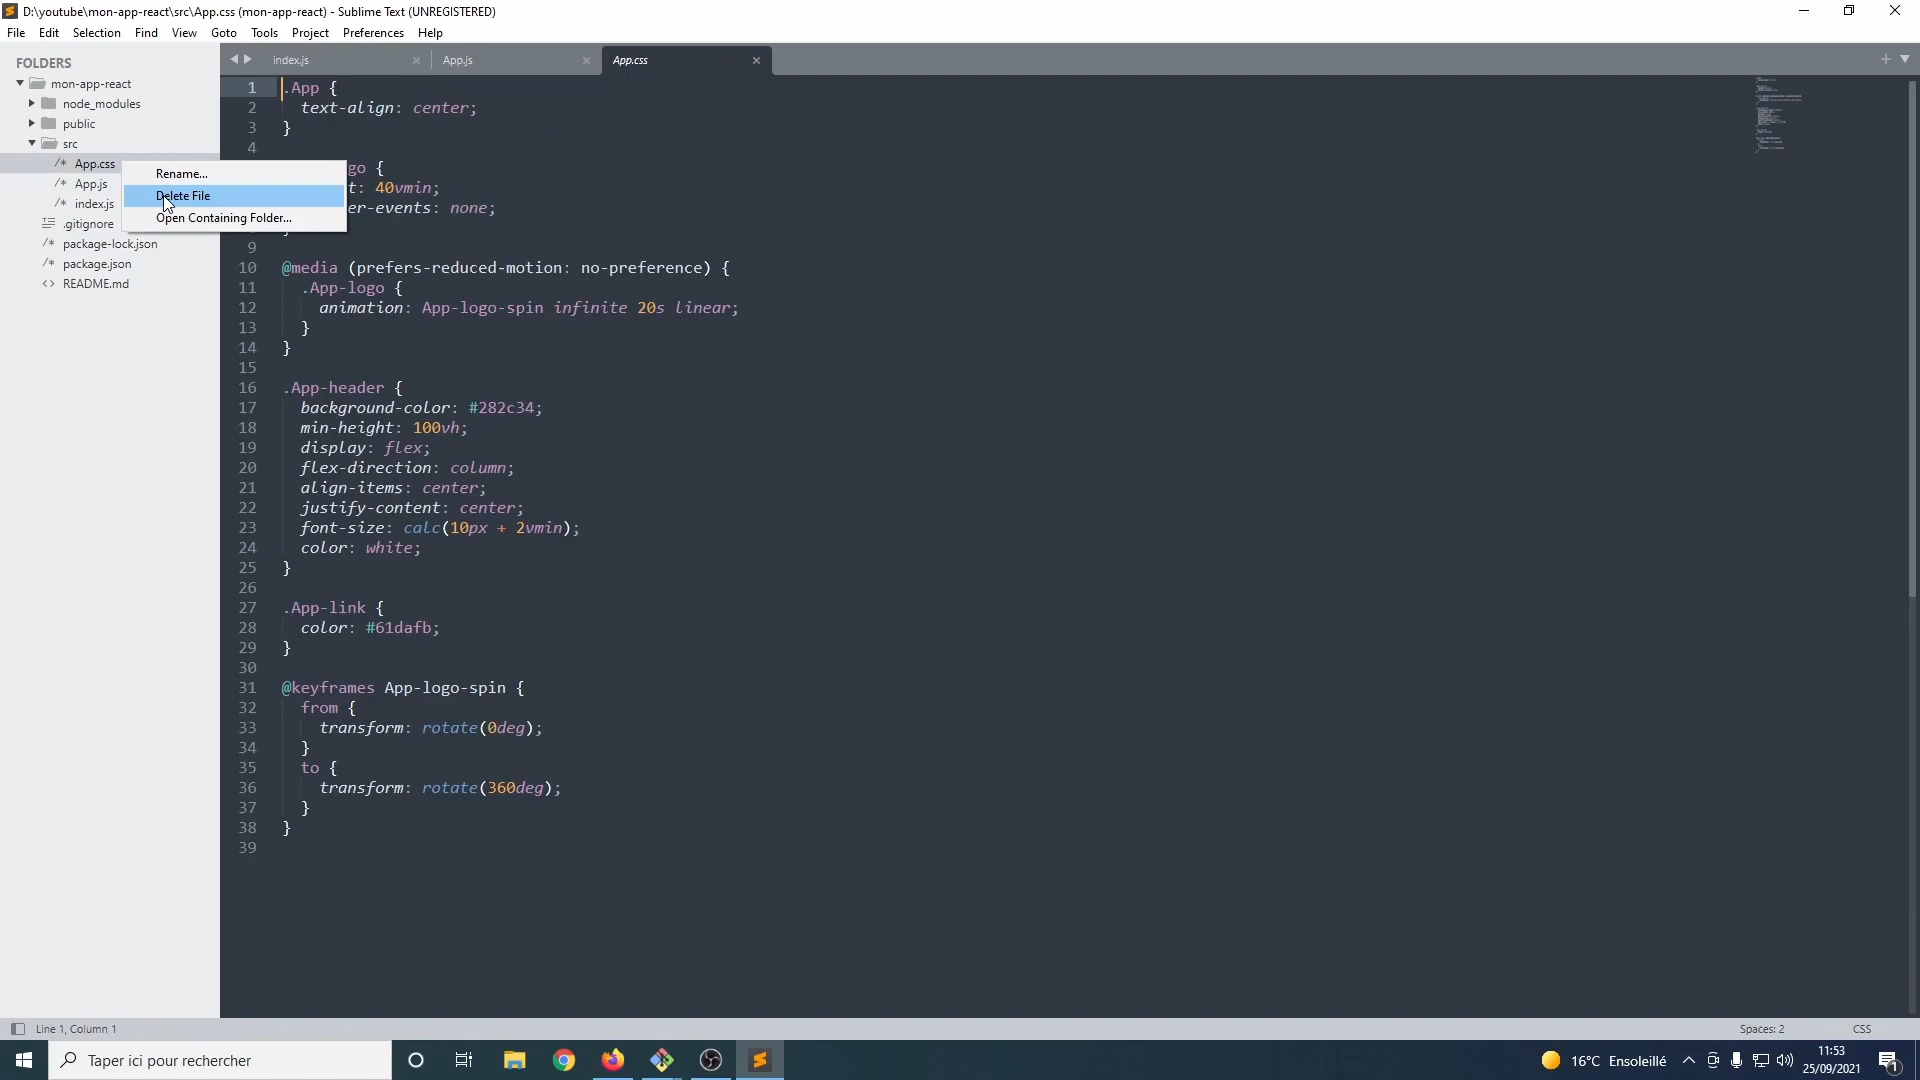 D:\youtube\mon-app-react\src\App.css (mon-app-react) - Sublime Text (UNREGISTERED)
File Edit Selection Find View Goto Tools Project Preferences Help
FOLDERS
mon-app-react
node_modules
public
src
/* App.css
/* App.js
/* index.js
.gitignore
/* package-lock.json
/* package.json
<> README.md
Rename...
Delete File
Open Containing Folder...
index.js × App.js × App.css ×
1 .App {
2 text-align: center;
3 }
4
go {
t: 40vmin;
er-events: none;
9
10 @media (prefers-reduced-motion: no-preference) {
11 .App-logo {
12 animation: App-logo-spin infinite 20s linear;
13 }
14 }
15
16 .App-header {
17 background-color: #282c34;
18 min-height: 100vh;
19 display: flex;
20 flex-direction: column;
21 align-items: center;
22 justify-content: center;
23 font-size: calc(10px + 2vmin);
24 color: white;
25 }
26
27 .App-link {
28 color: #61dafb;
29 }
30
31 @keyframes App-logo-spin {
32 from {
33 transform: rotate(0deg);
34 }
35 to {
36 transform: rotate(360deg);
37 }
38 }
39
Line 1, Column 1 Spaces: 2 CSS
Taper ici pour rechercher
16°C Ensoleillé
11:53
25/09/2021
1